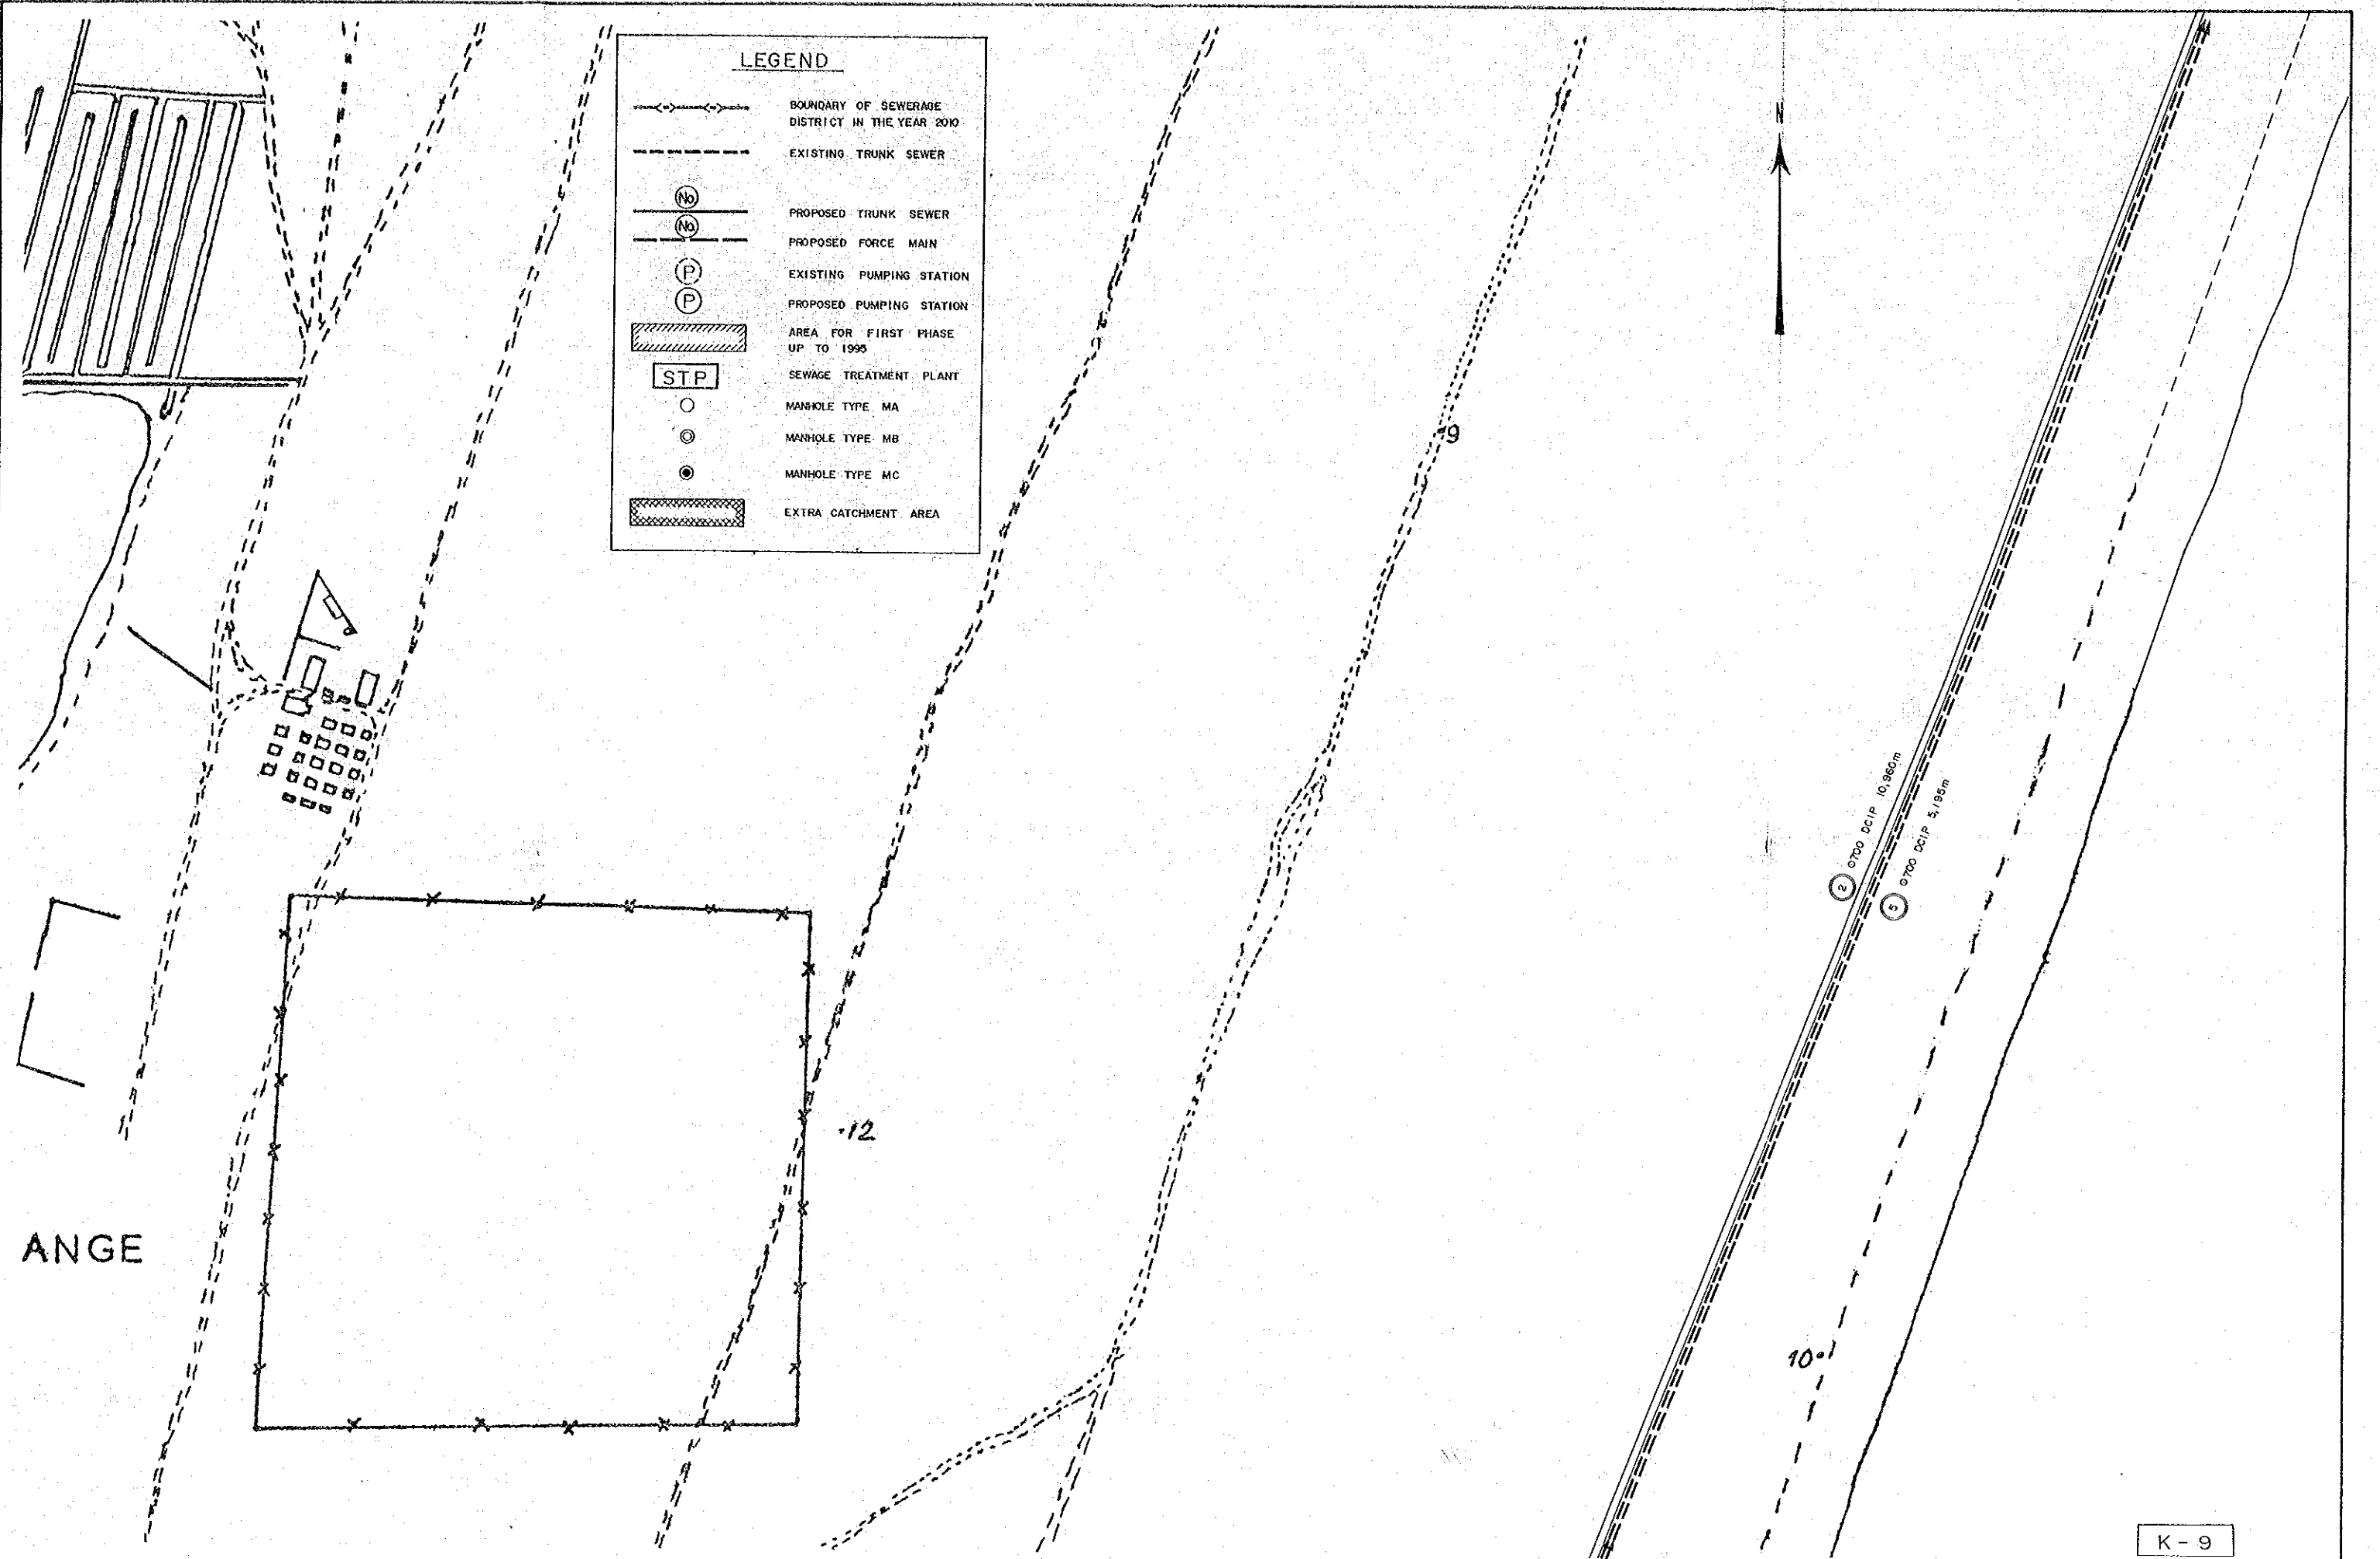 LEGEND
BOUNDARY OF SEWERAGE
DISTRICT IN THE YEAR 2010
EXISTING TRUNK SEWER
No.
PROPOSED TRUNK SEWER
No.
PROPOSED FORCE MAIN
P
EXISTING PUMPING STATION
P
PROPOSED PUMPING STATION
AREA FOR FIRST PHASE
UP TO 1995
STP
SEWAGE TREATMENT PLANT
MANHOLE TYPE MA
MANHOLE TYPE MB
MANHOLE TYPE MC
EXTRA CATCHMENT AREA
N
9
2 ∅700 DCIP 10,960m
5 ∅700 DCIP 5,195m
12
ANGE
10
K-9